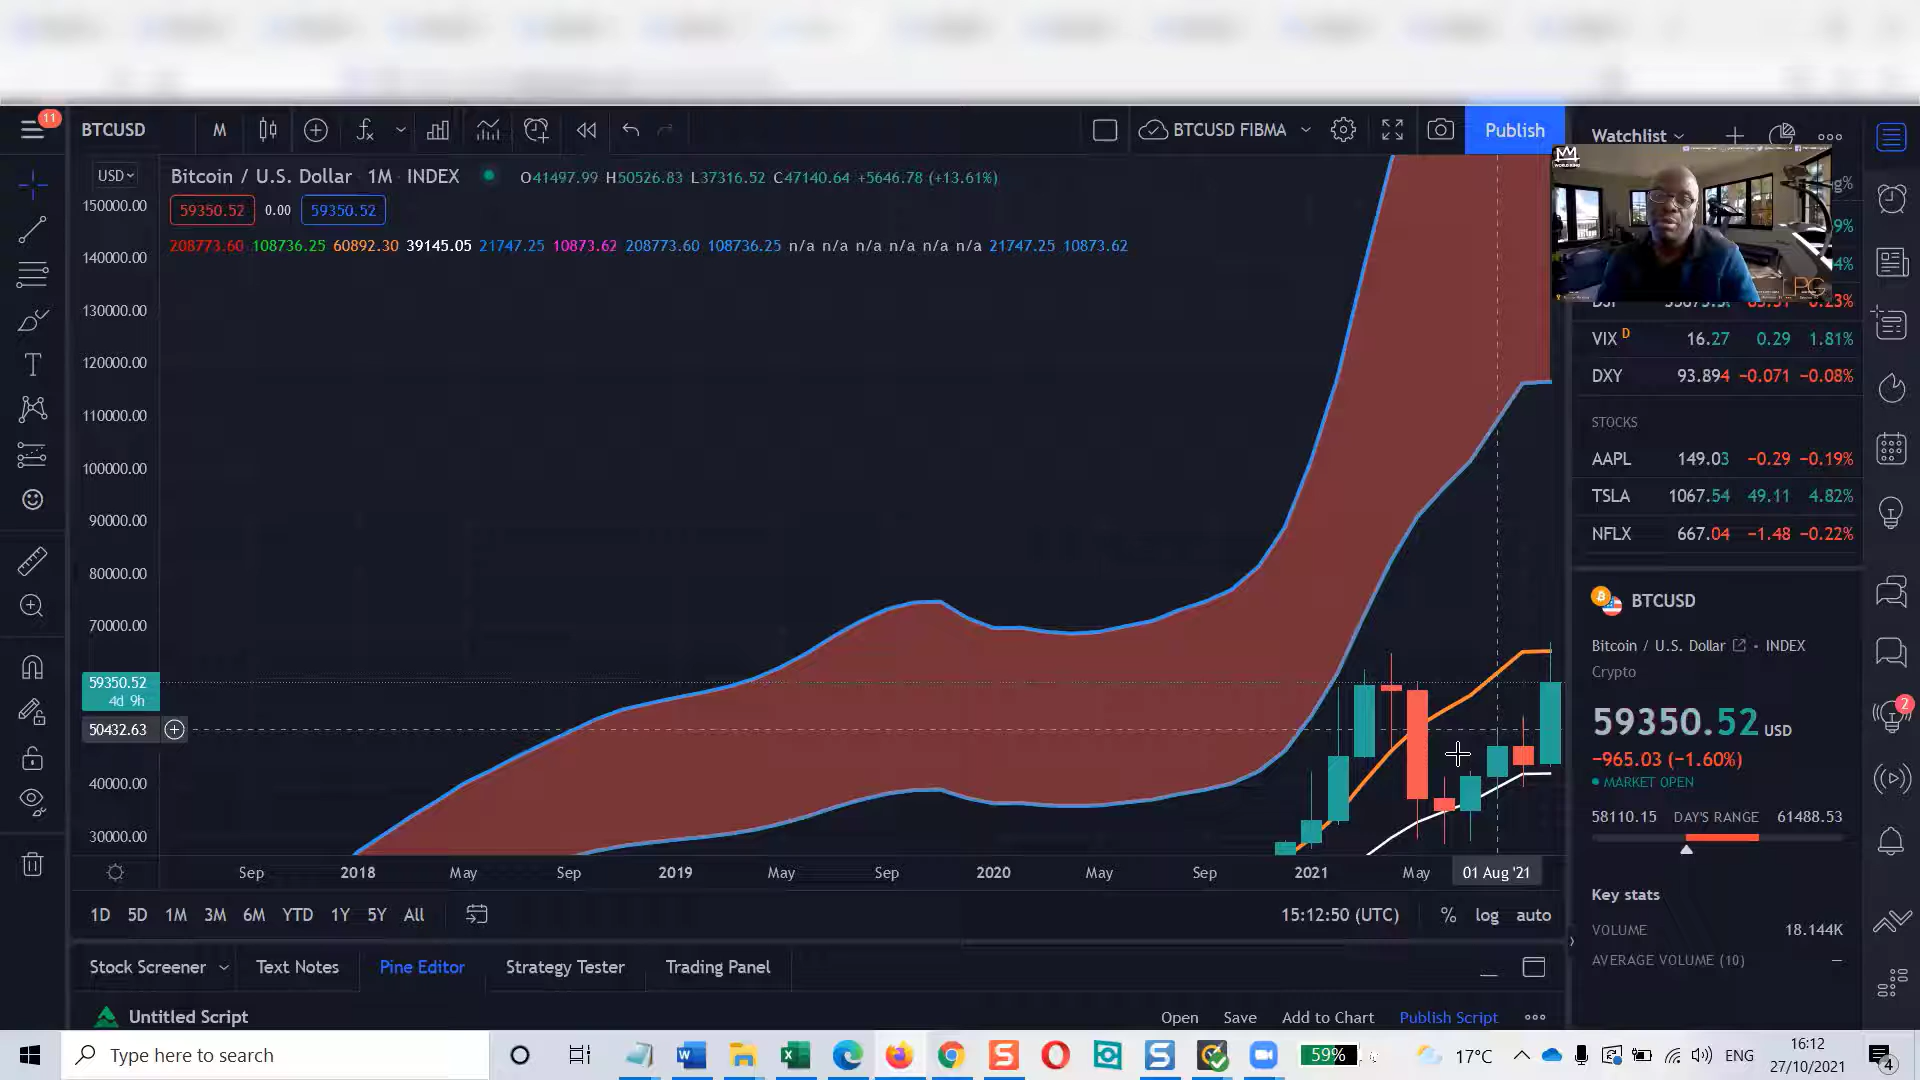 11
BTCUSD M BTCUSD FIBMA Publish Watchlist
USD Bitcoin / U.S. Dollar 1M INDEX O41497.99 H50526.83 L37316.52 C47140.64 +5646.78 (+13.61%)
59350.52 0.00 59350.52
208773.60 108736.25 60892.30 39145.05 21747.25 10873.62 208773.60 108736.25 n/a n/a n/a n/a n/a n/a 21747.25 10873.62
150000.00
140000.00
130000.00
120000.00
110000.00
100000.00
90000.00
80000.00
70000.00
59350.52
4d 9h
50432.63
40000.00
30000.00
Sep 2018 May Sep 2019 May Sep 2020 May Sep 2021 May 01 Aug '21
1D 5D 1M 3M 6M YTD 1Y 5Y All 15:12:50 (UTC) % log auto
Stock Screener Text Notes Pine Editor Strategy Tester Trading Panel
Untitled Script Open Save Add to Chart Publish Script
LPG
VIX D 16.27 0.29 1.81%
DXY 93.894 −0.071 −0.08%
STOCKS
AAPL 149.03 −0.29 −0.19%
TSLA 1067.54 49.11 4.82%
NFLX 667.04 −1.48 −0.22%
BTCUSD
Bitcoin / U.S. Dollar • INDEX
Crypto
59350.52 USD
−965.03 (−1.60%)
MARKET OPEN
58110.15 DAY'S RANGE 61488.53
Key stats
VOLUME 18.144K
AVERAGE VOLUME (10) —
2
Type here to search 59% 17°C ENG 16:12
27/10/2021
4